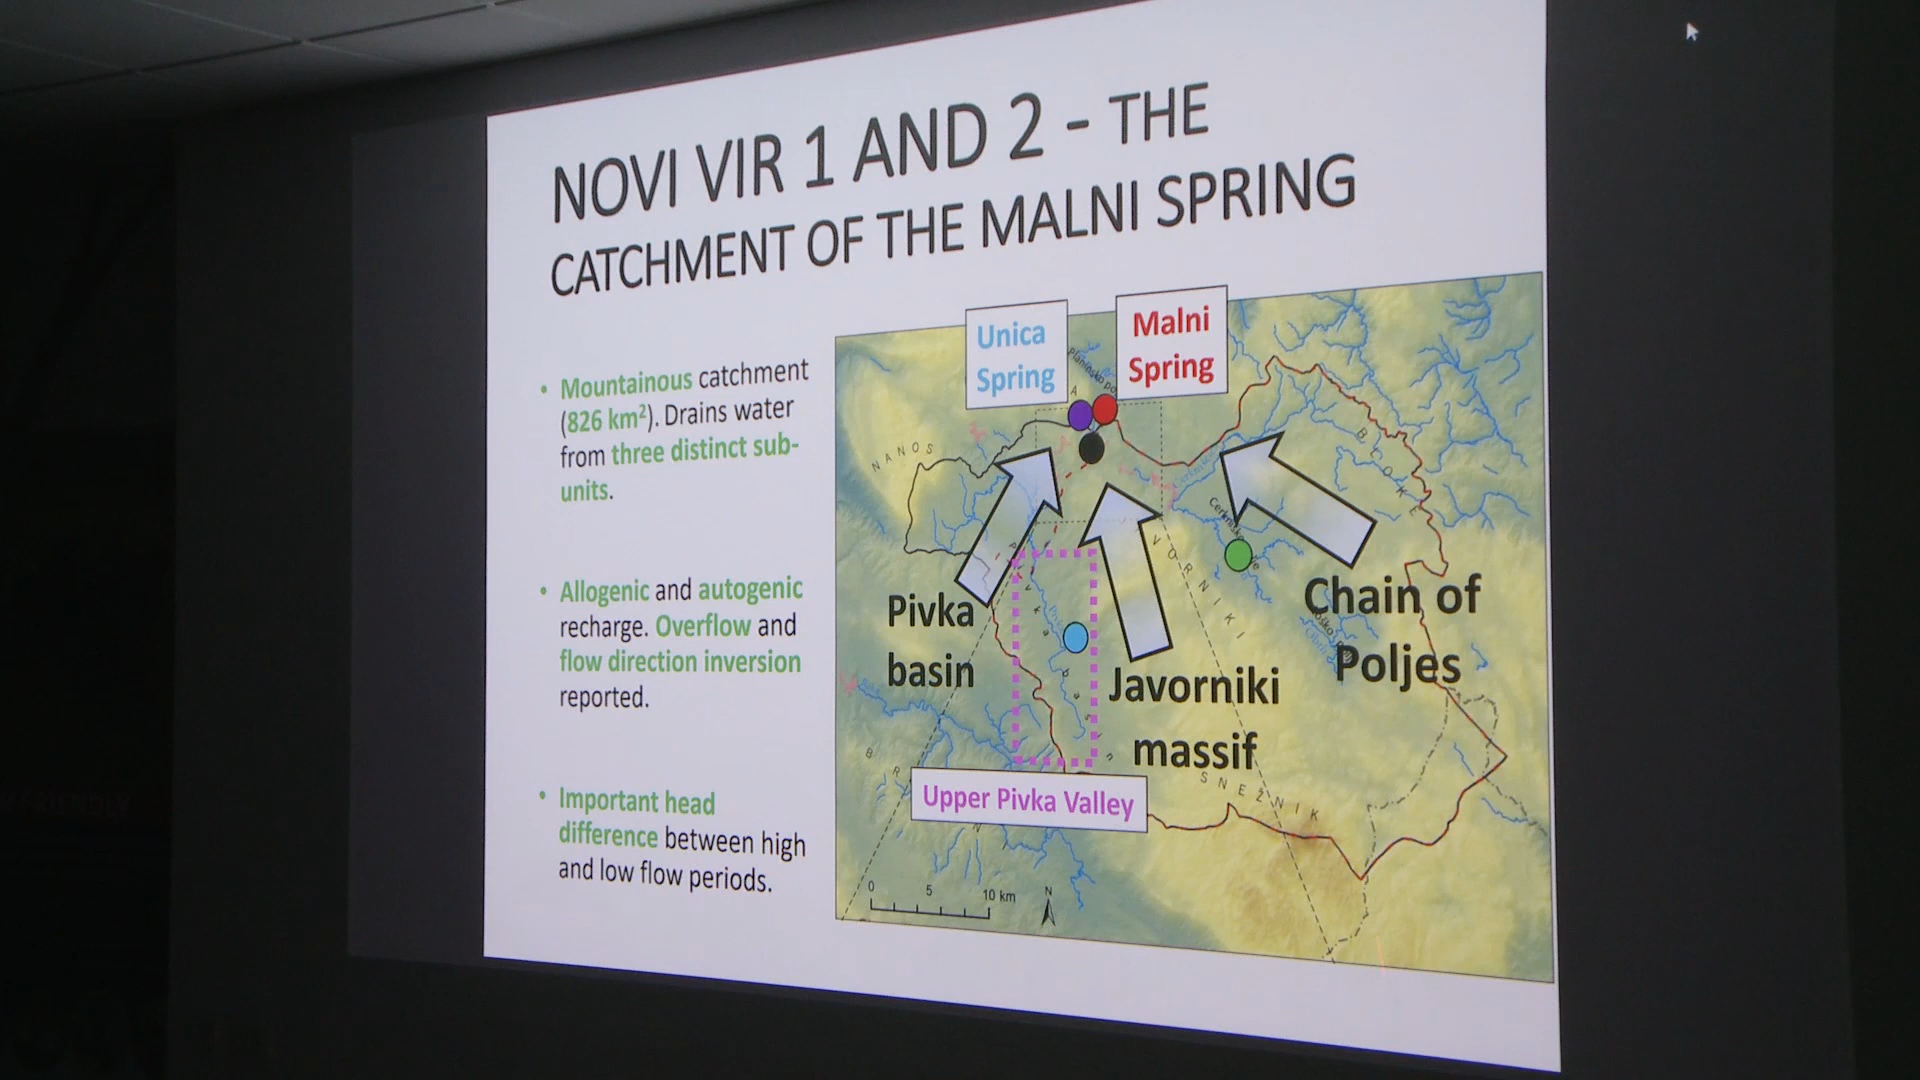 NOVI VIR 1 AND 2 - THE
CATCHMENT OF THE MALNI SPRING
• Mountainous catchment
(826 km²). Drains water
from three distinct sub-
units.
• Allogenic and autogenic
recharge. Overflow and
flow direction inversion
reported.
• Important head
difference between high
and low flow periods.
Unica
Spring
Malni
Spring
NANOS
BLOKE
Pivka
basin
Javorniki
massif
Chain of
Poljes
SNEŽNIK
Upper Pivka Valley
0 5 10 km
N